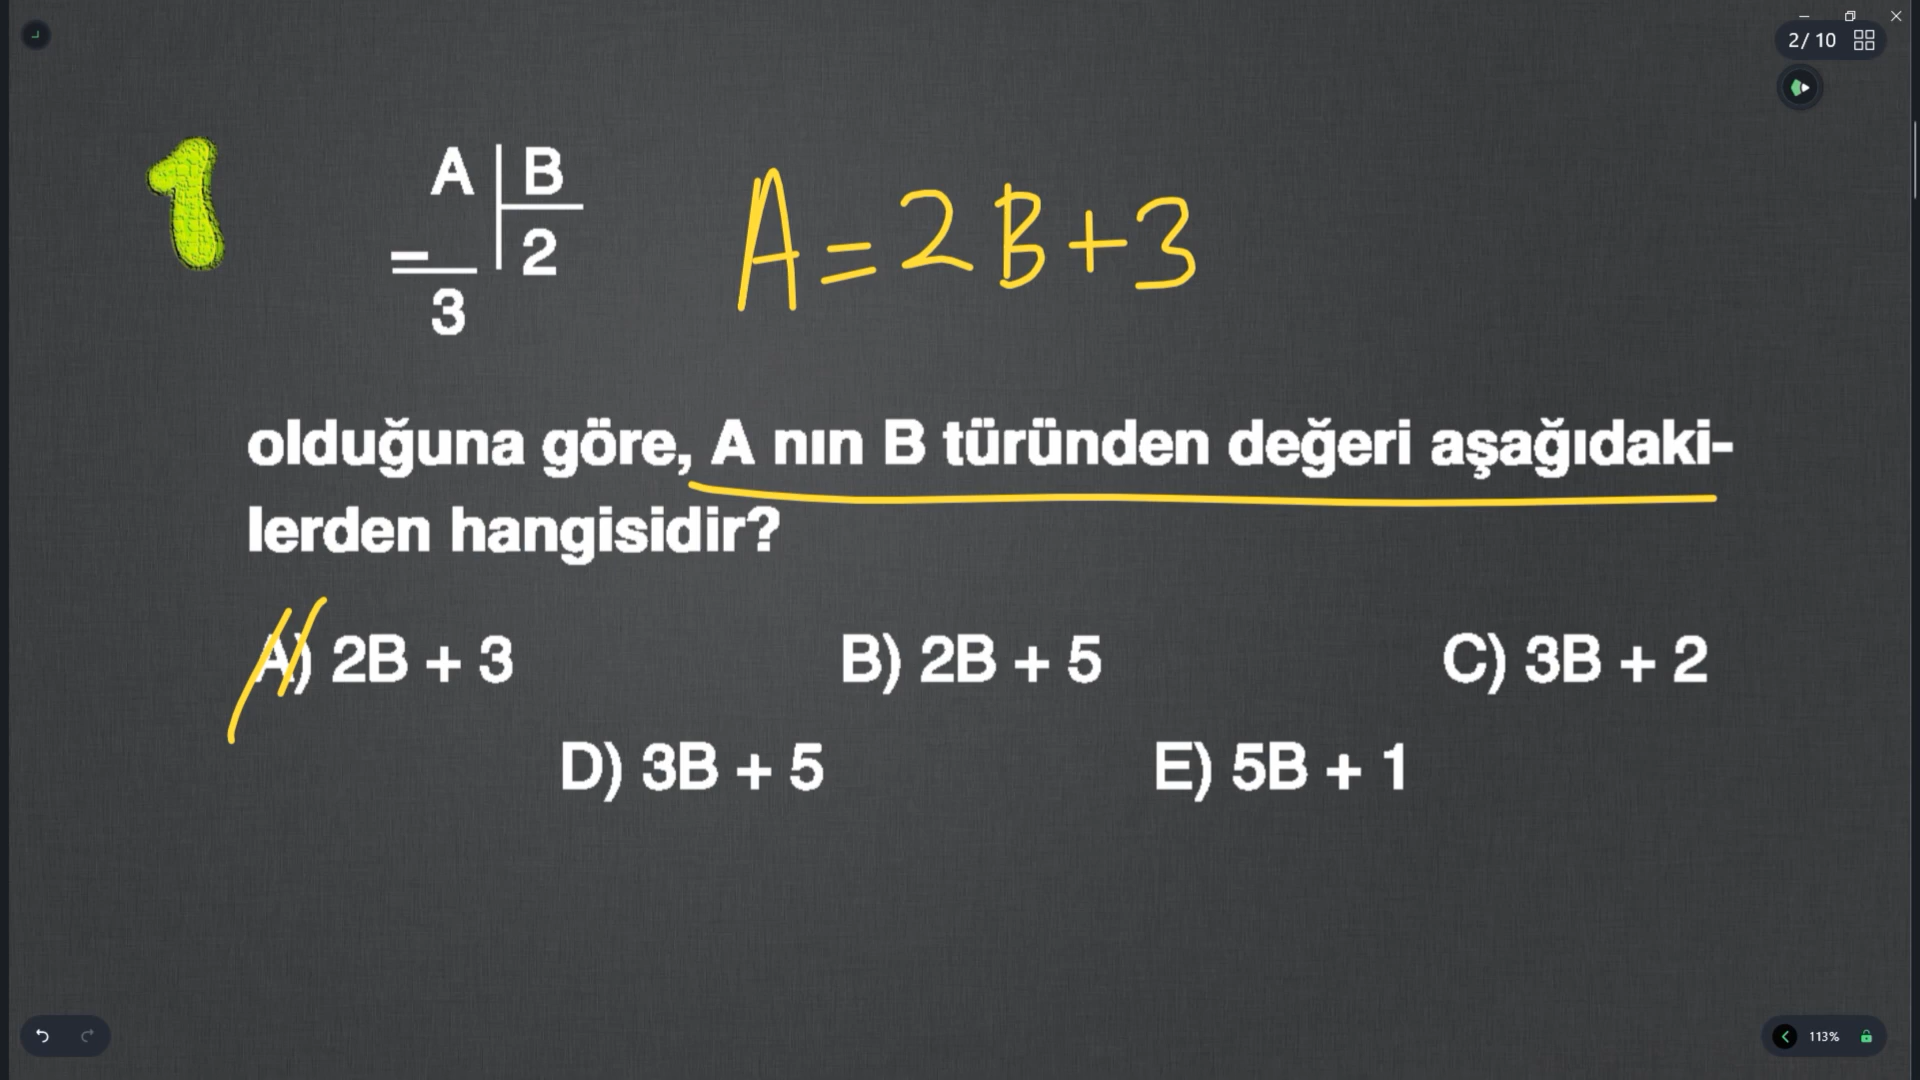 2/ 10
1
A B
2
3
A=2B+3
olduğuna göre, A nın B türünden değeri aşağıdaki-
lerden hangisidir?
A) 2B + 3 B) 2B + 5 C) 3B + 2
D) 3B + 5 E) 5B + 1
113%